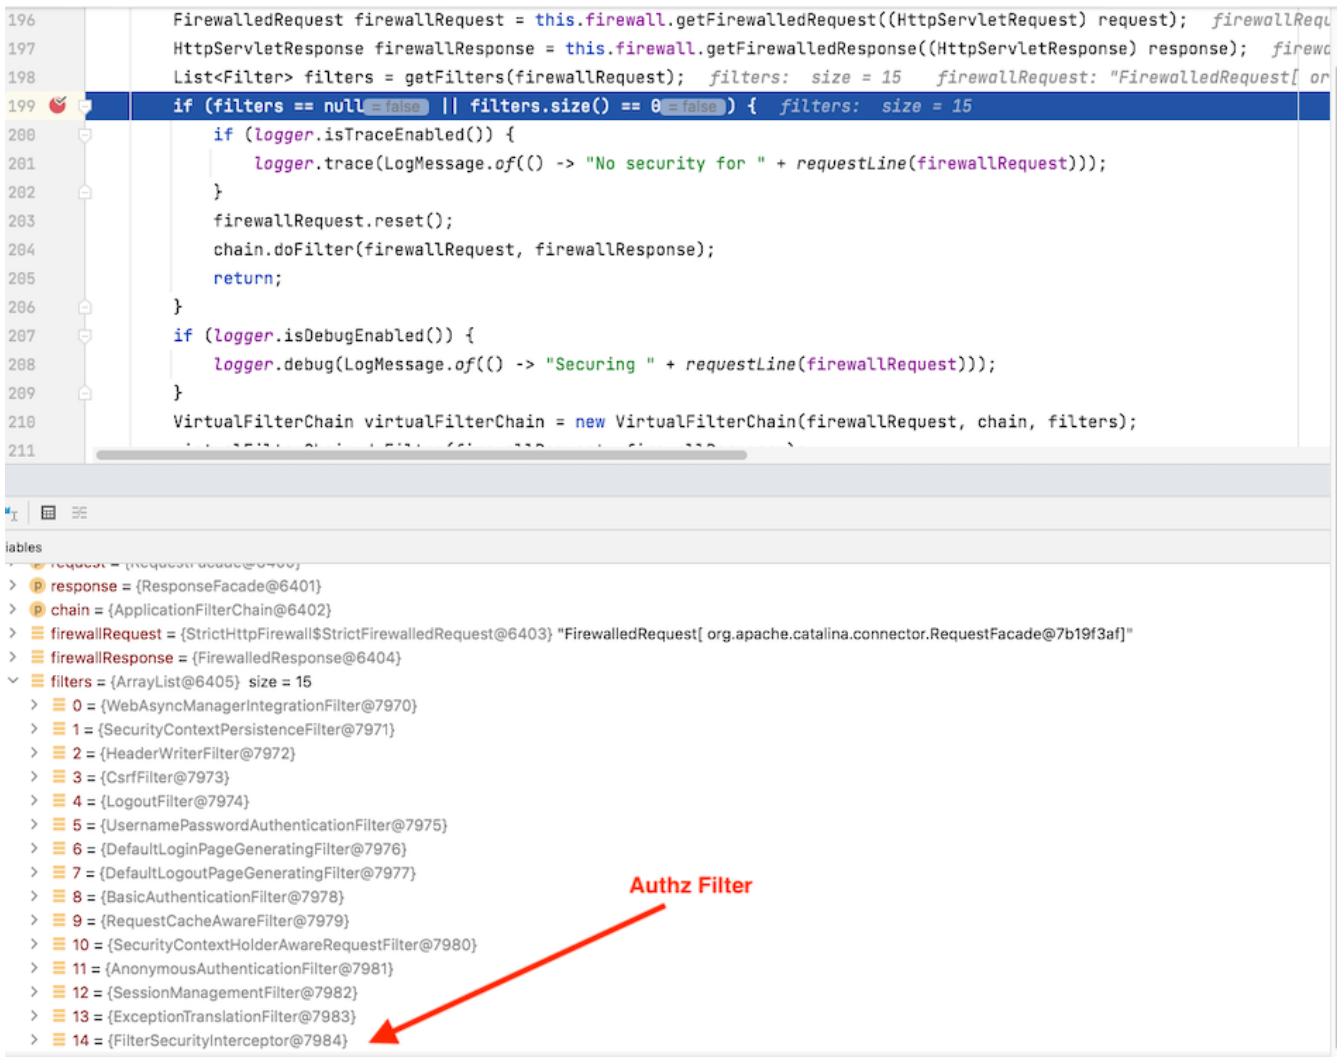 196 FirewalledRequest firewallRequest = this.firewall.getFirewalledRequest((HttpServletRequest) request); firewallRequ
197 HttpServletResponse firewallResponse = this.firewall.getFirewalledResponse((HttpServletResponse) response); firewa
198 List<Filter> filters = getFilters(firewallRequest); filters: size = 15 firewallRequest: "FirewalledRequest[ or
199 if (filters == null = false || filters.size() == 0 = false ) { filters: size = 15
200 if (logger.isTraceEnabled()) {
201 logger.trace(LogMessage.of(() -> "No security for " + requestLine(firewallRequest)));
202 }
203 firewallRequest.reset();
204 chain.doFilter(firewallRequest, firewallResponse);
205 return;
206 }
207 if (logger.isDebugEnabled()) {
208 logger.debug(LogMessage.of(() -> "Securing " + requestLine(firewallRequest)));
209 }
210 VirtualFilterChain virtualFilterChain = new VirtualFilterChain(firewallRequest, chain, filters);
211
iables
request = {RequestFacade@6400}
response = {ResponseFacade@6401}
chain = {ApplicationFilterChain@6402}
firewallRequest = {StrictHttpFirewall$StrictFirewalledRequest@6403} "FirewalledRequest[ org.apache.catalina.connector.RequestFacade@7b19f3af]"
firewallResponse = {FirewalledResponse@6404}
filters = {ArrayList@6405} size = 15
0 = {WebAsyncManagerIntegrationFilter@7970}
1 = {SecurityContextPersistenceFilter@7971}
2 = {HeaderWriterFilter@7972}
3 = {CsrfFilter@7973}
4 = {LogoutFilter@7974}
5 = {UsernamePasswordAuthenticationFilter@7975}
6 = {DefaultLoginPageGeneratingFilter@7976}
7 = {DefaultLogoutPageGeneratingFilter@7977}
Authz Filter
8 = {BasicAuthenticationFilter@7978}
9 = {RequestCacheAwareFilter@7979}
10 = {SecurityContextHolderAwareRequestFilter@7980}
11 = {AnonymousAuthenticationFilter@7981}
12 = {SessionManagementFilter@7982}
13 = {ExceptionTranslationFilter@7983}
14 = {FilterSecurityInterceptor@7984}